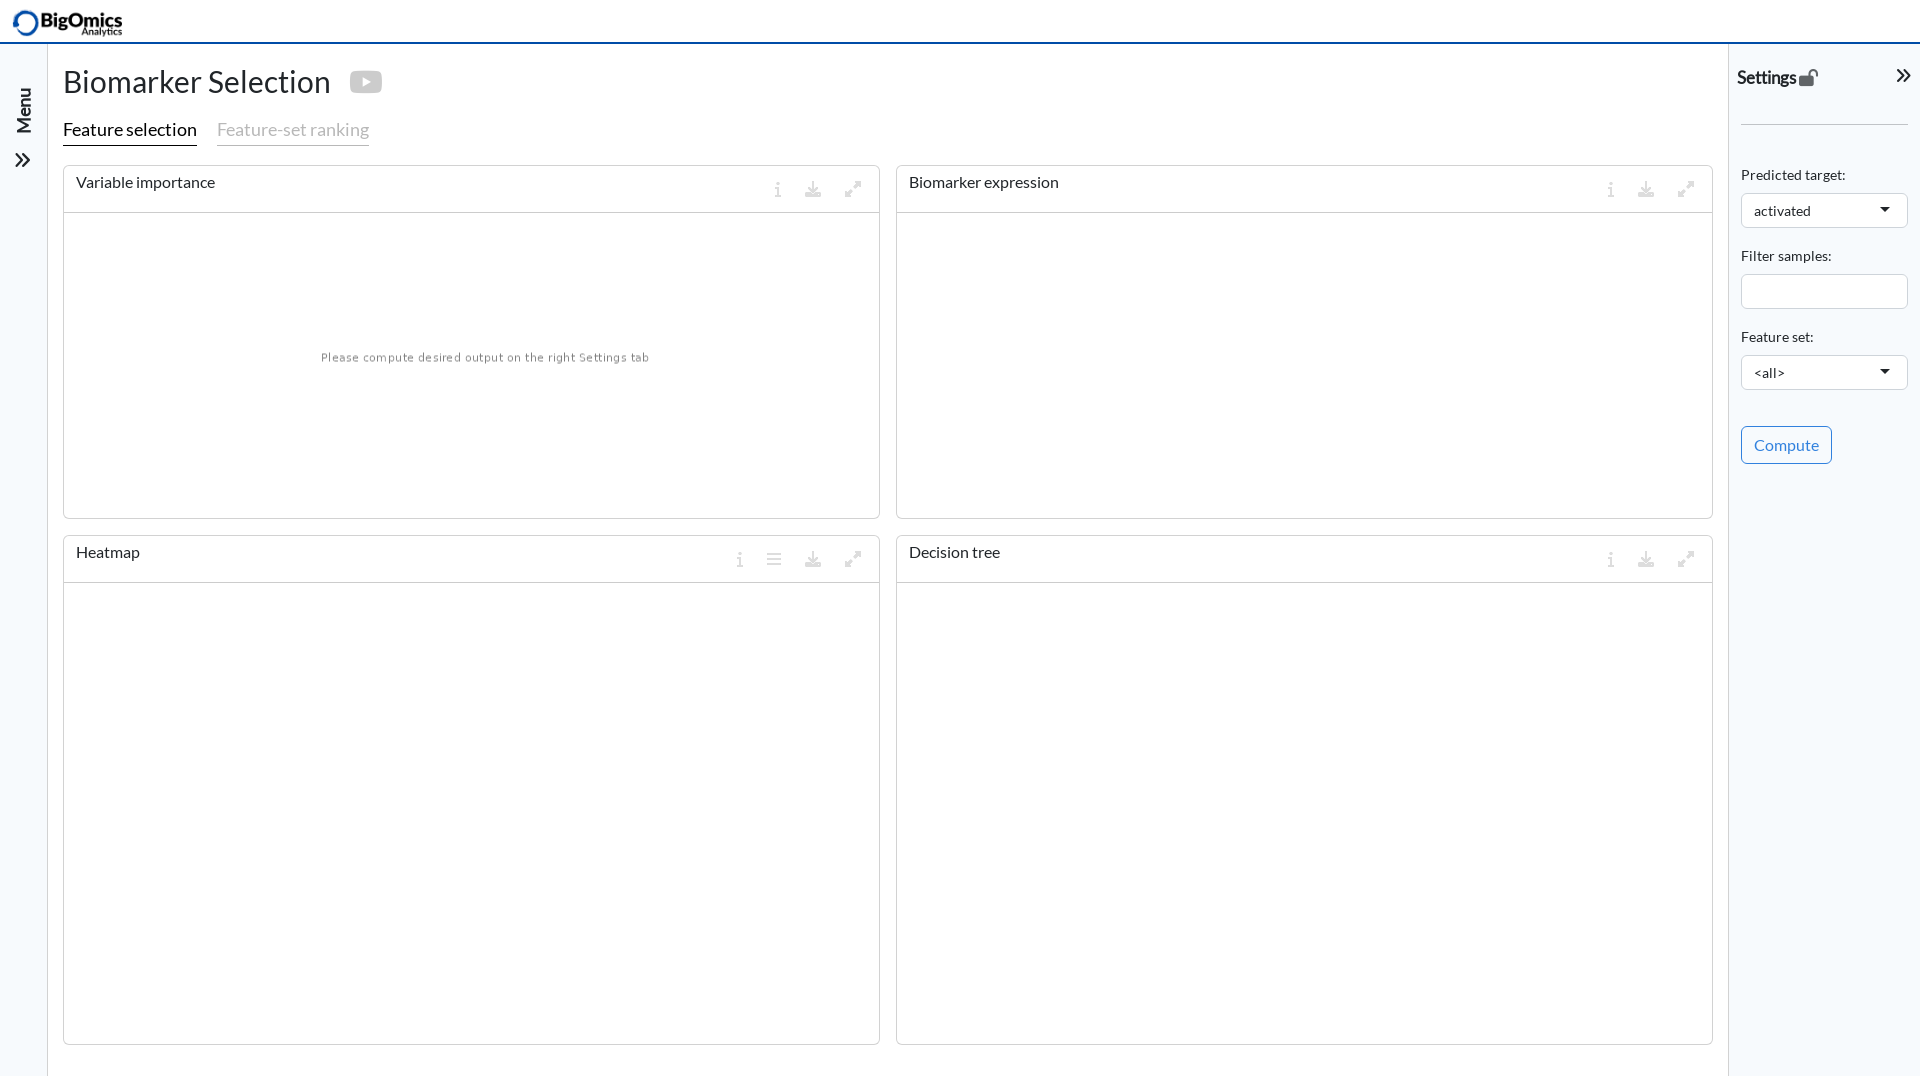 BigOmics
Analytics
Menu
Biomarker Selection
Feature selection
Feature-set ranking
Variable importance
Please compute desired output on the right Settings tab
Biomarker expression
Heatmap
Decision tree
Settings
Predicted target:
activated
Filter samples:
Feature set:
<all>
Compute